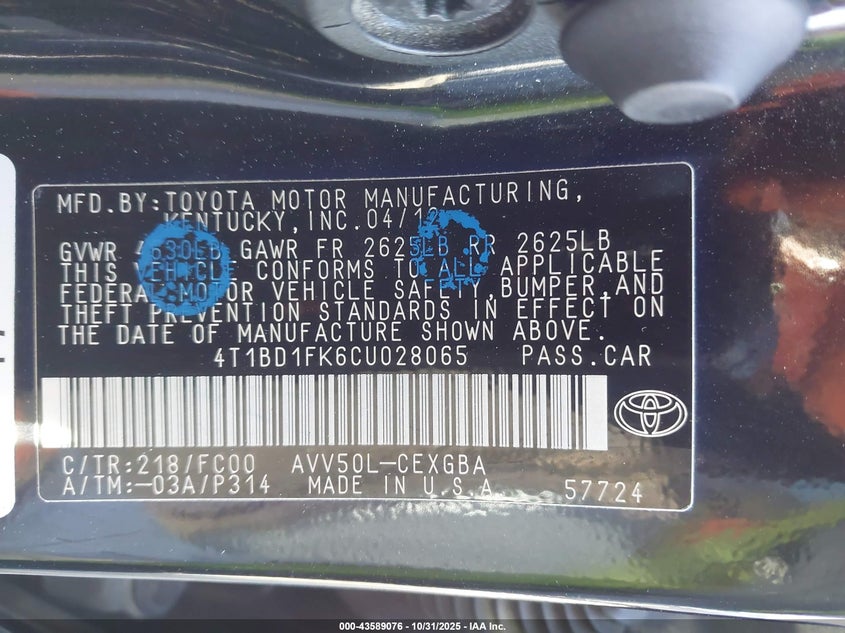 MFD.BY:TOYOTA MOTOR MANUFACTURING,
KENTUCKY,INC.04/12
GVWR 4630LB GAWR FR 2625LB RR 2625LB
THIS VEHICLE CONFORMS TO ALL APPLICABLE
FEDERAL MOTOR VEHICLE SAFETY,BUMPER,AND
THEFT PREVENTION STANDARDS IN EFFECT ON
THE DATE OF MANUFACTURE SHOWN ABOVE.
4T1BD1FK6CU028065 PASS.CAR
C/TR:218/FC00 AVV50L-CEXGBA
A/TM:-03A/P314 MADE IN U.S.A. 57724
000-43589076 - 10/31/2025 - IAA Inc.